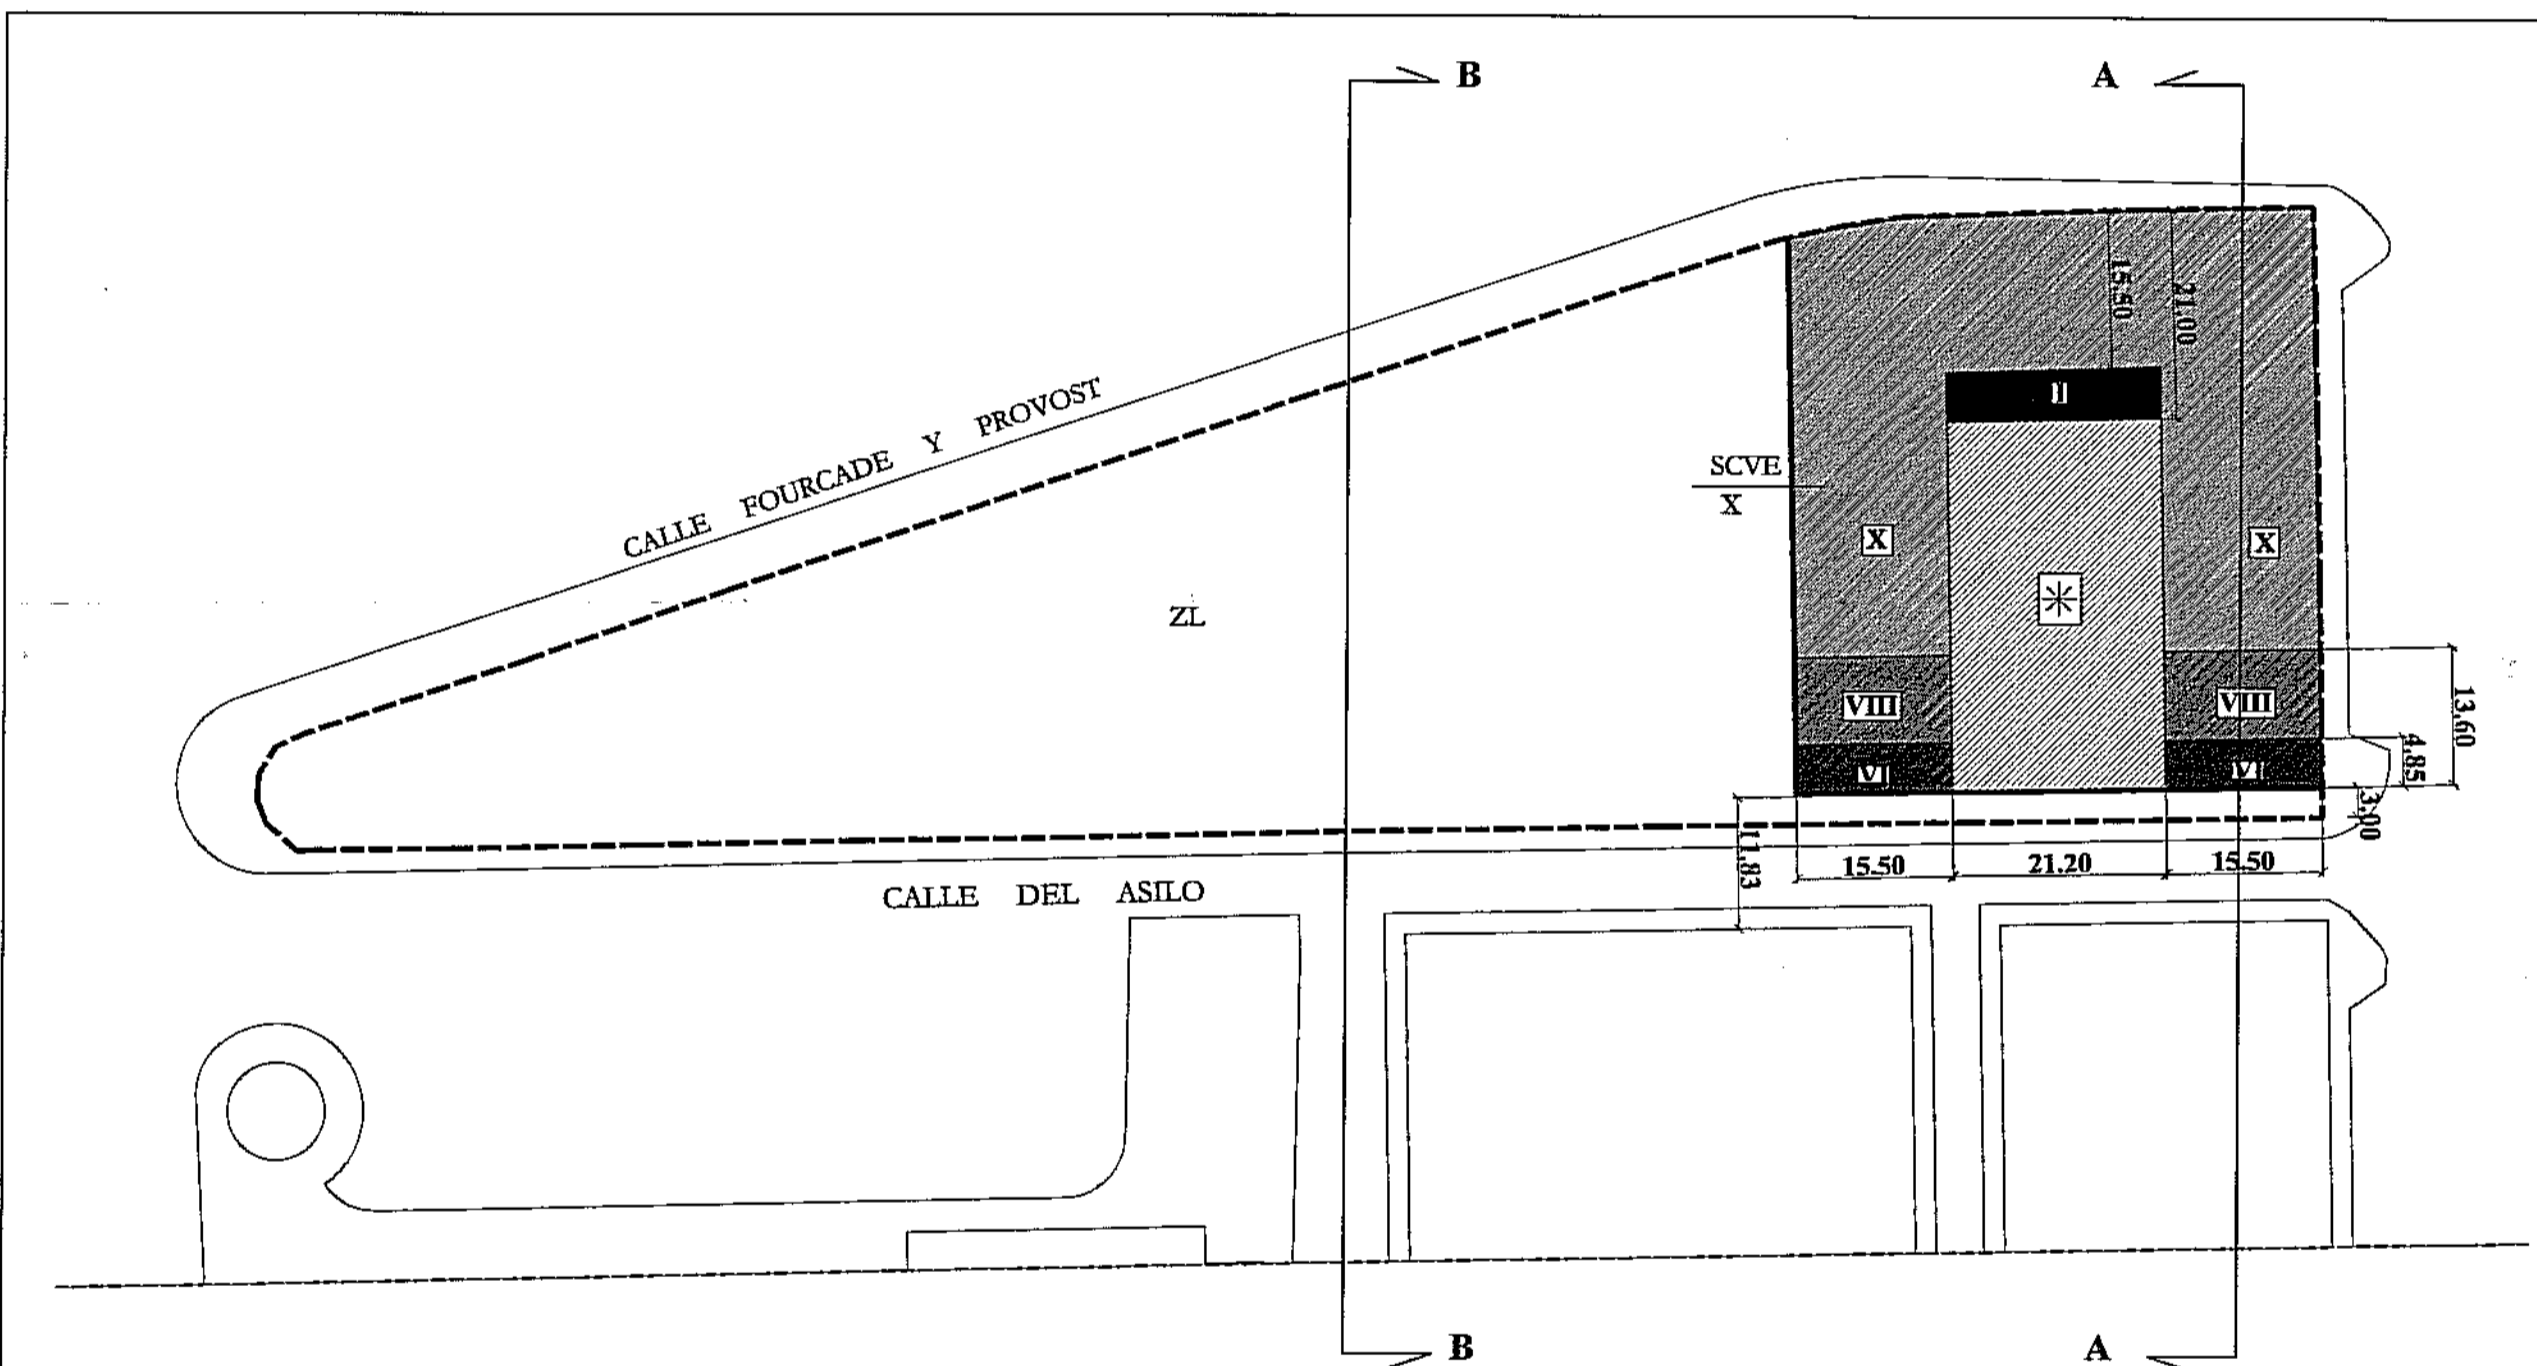 B
A
15.50
21,00
II
CALLE FOURCADE Y PROVOST
SCVE
X
X
X
ZL
VIII
VIII
13,60
4,85
VI
VI
3,00
11,83
15.50
21.20
15.50
CALLE DEL ASILO
B
A